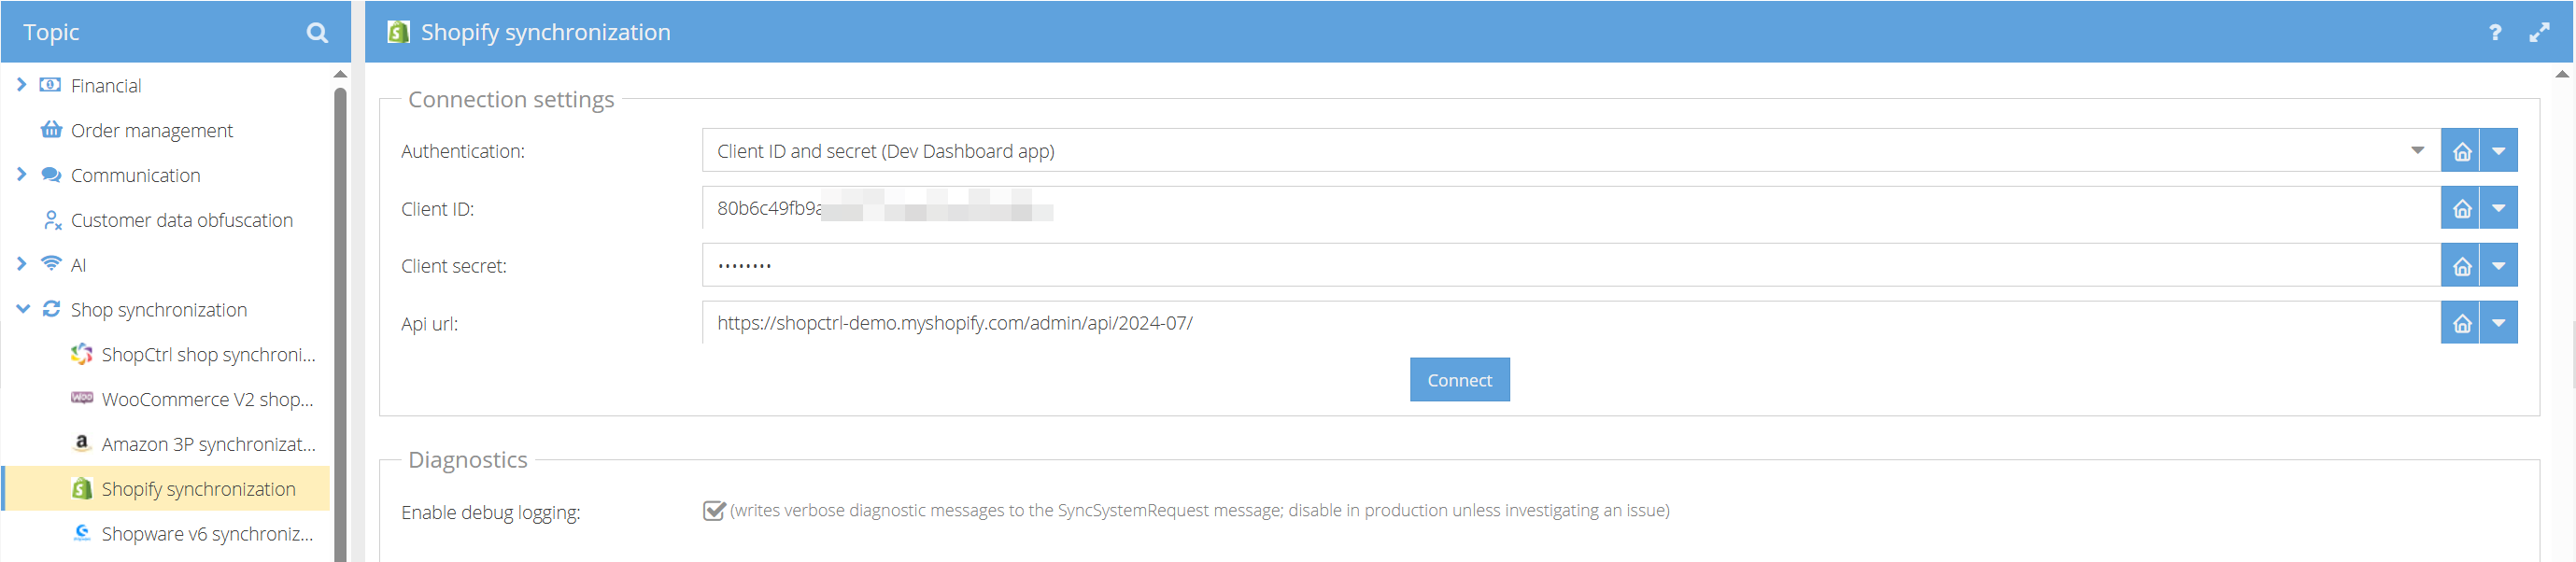 Topic
Financial
Order management
Communication
Customer data obfuscation
AI
Shop synchronization
ShopCtrl shop synchroni...
WooCommerce V2 shop...
Amazon 3P synchronizat...
Shopify synchronization
Shopware v6 synchroniz...
Shopify synchronization
?
Connection settings
Authentication:
Client ID and secret (Dev Dashboard app)
Client ID:
80b6c49fb9a
Client secret:
••••••••
Api url:
https://shopctrl-demo.myshopify.com/admin/api/2024-07/
Connect
Diagnostics
Enable debug logging:
(writes verbose diagnostic messages to the SyncSystemRequest message; disable in production unless investigating an issue)